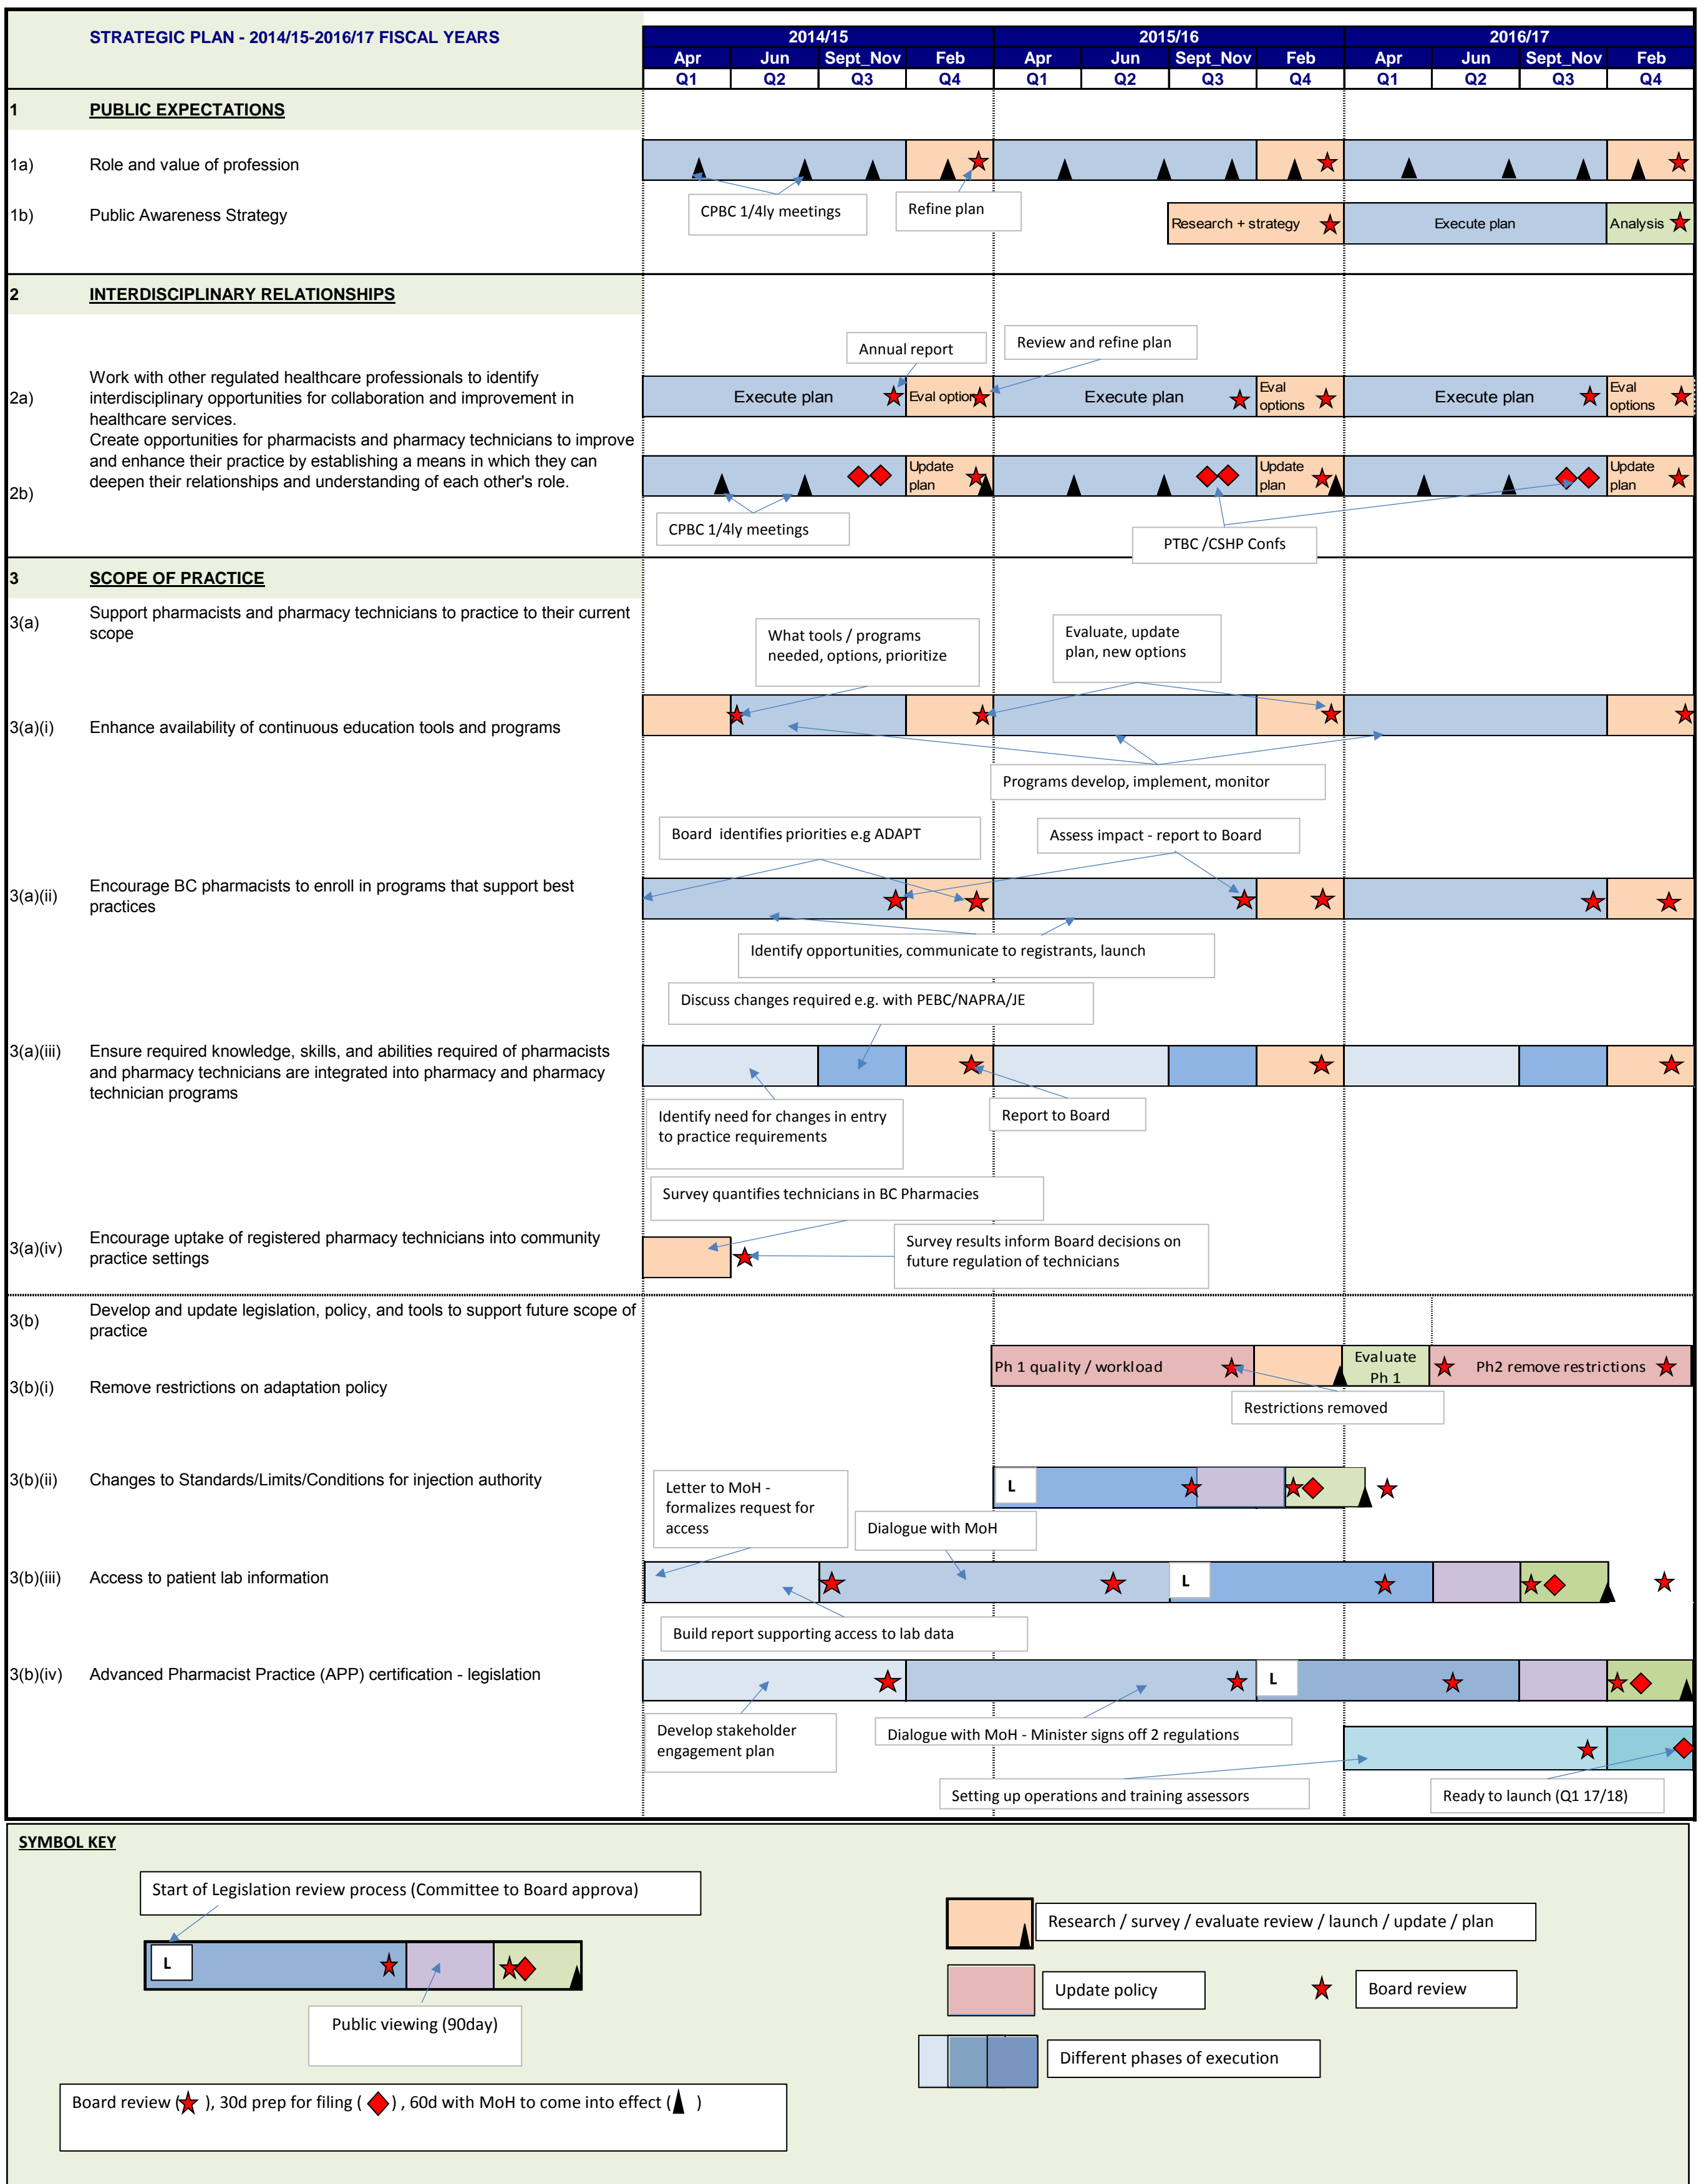 STRATEGIC PLAN - 2014/15-2016/17 FISCAL YEARS
2014/15 2015/16 2016/17
Apr Jun Sept_Nov Feb Apr Jun Sept_Nov Feb Apr Jun Sept_Nov Feb
Q1 Q2 Q3 Q4 Q1 Q2 Q3 Q4 Q1 Q2 Q3 Q4
1 PUBLIC EXPECTATIONS
1a) Role and value of profession
CPBC 1/4ly meetings
Refine plan
1b) Public Awareness Strategy
Research + strategy
Execute plan
Analysis
2 INTERDISCIPLINARY RELATIONSHIPS
Annual report
Review and refine plan
2a)
Work with other regulated healthcare professionals to identify
interdisciplinary opportunities for collaboration and improvement in
healthcare services.
Execute plan
Eval option
Execute plan
Eval
options
Execute plan
Eval
options
2b)
Create opportunities for pharmacists and pharmacy technicians to improve
and enhance their practice by establishing a means in which they can
deepen their relationships and understanding of each other's role.
Update
plan
Update
plan
Update
plan
CPBC 1/4ly meetings
PTBC /CSHP Confs
3 SCOPE OF PRACTICE
3(a)
Support pharmacists and pharmacy technicians to practice to their current
scope
What tools / programs
needed, options, prioritize
Evaluate, update
plan, new options
3(a)(i) Enhance availability of continuous education tools and programs
Programs develop, implement, monitor
Board identifies priorities e.g ADAPT
Assess impact - report to Board
3(a)(ii)
Encourage BC pharmacists to enroll in programs that support best
practices
Identify opportunities, communicate to registrants, launch
Discuss changes required e.g. with PEBC/NAPRA/JE
3(a)(iii)
Ensure required knowledge, skills, and abilities required of pharmacists
and pharmacy technicians are integrated into pharmacy and pharmacy
technician programs
Identify need for changes in entry
to practice requirements
Report to Board
Survey quantifies technicians in BC Pharmacies
3(a)(iv)
Encourage uptake of registered pharmacy technicians into community
practice settings
Survey results inform Board decisions on
future regulation of technicians
3(b)
Develop and update legislation, policy, and tools to support future scope of
practice
3(b)(i) Remove restrictions on adaptation policy
Ph 1 quality / workload
Evaluate
Ph 1
Ph2 remove restrictions
Restrictions removed
3(b)(ii) Changes to Standards/Limits/Conditions for injection authority
L
Letter to MoH -
formalizes request for
access
Dialogue with MoH
3(b)(iii) Access to patient lab information
L
Build report supporting access to lab data
3(b)(iv) Advanced Pharmacist Practice (APP) certification - legislation
L
Develop stakeholder
engagement plan
Dialogue with MoH - Minister signs off 2 regulations
Setting up operations and training assessors
Ready to launch (Q1 17/18)
SYMBOL KEY
Start of Legislation review process (Committee to Board approva)
L
Public viewing (90day)
Board review ( ), 30d prep for filing ( ) , 60d with MoH to come into effect ( )
Research / survey / evaluate review / launch / update / plan
Update policy
Board review
Different phases of execution